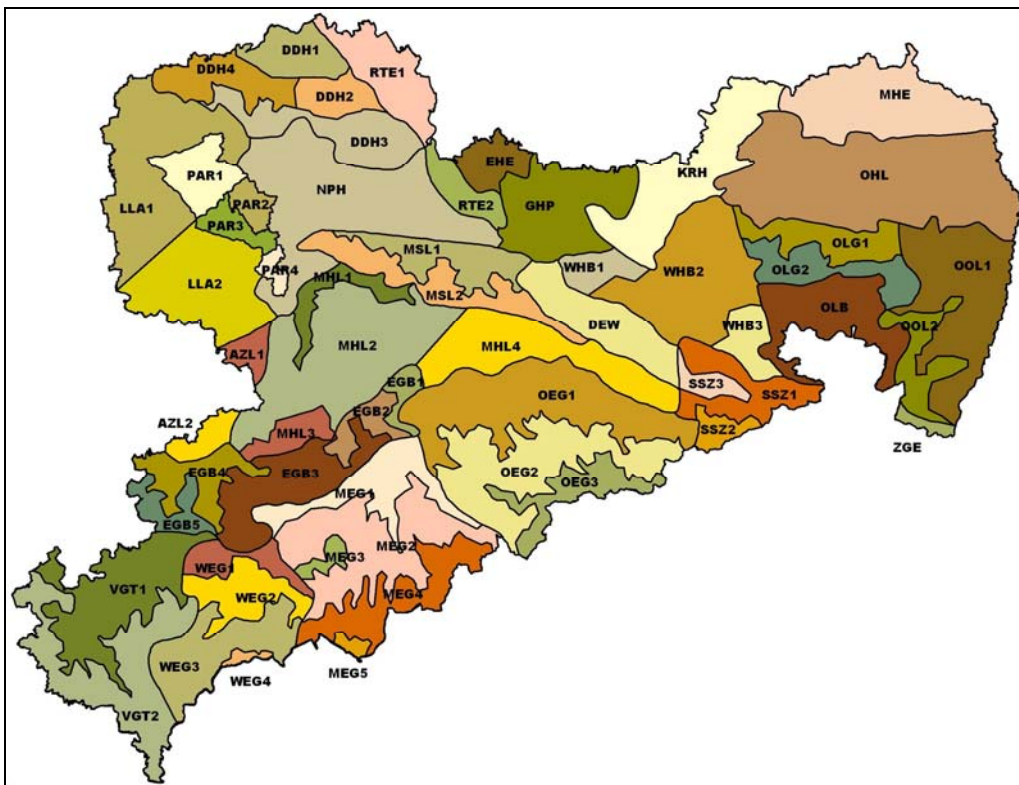 DDH1
DDH4
RTE1
DDH2
MHE
DDH3
EHE
PAR1
KRH
OHL
NPH
LLA1
PAR2
RTE2
GHP
PAR3
OLG1
MSL1
PAR4
WHB1
WHB2
OLG2
OOL1
MHL1
LLA2
MSL2
OLB
DEW
WHB3
OOL2
MHL2
MHL4
AZL1
EGB1
SSZ3
OEG1
SSZ1
EGB2
AZL2
MHL3
SSZ2
ZGE
EGB4
EGB3
OEG2
OEG3
MEG1
EGB5
MEG2
MEG3
WEG1
VGT1
MEG4
WEG2
WEG3
MEG5
WEG4
VGT2